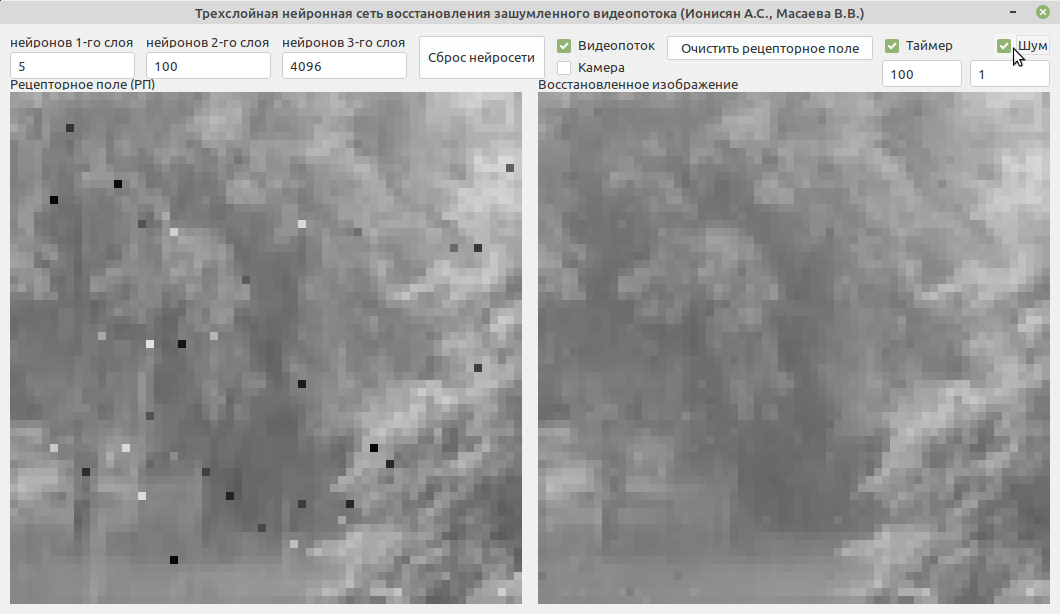 Трехслойная нейронная сеть восстановления зашумленного видеопотока (Ионисян А.С., Масаева В.В.)
нейронов 1-го слоя нейронов 2-го слоя нейронов 3-го слоя
5 100 4096
Сброс нейросети
Видеопоток
Камера
Очистить рецепторное поле
Таймер Шум
100 1
Рецепторное поле (РП) Восстановленное изображение